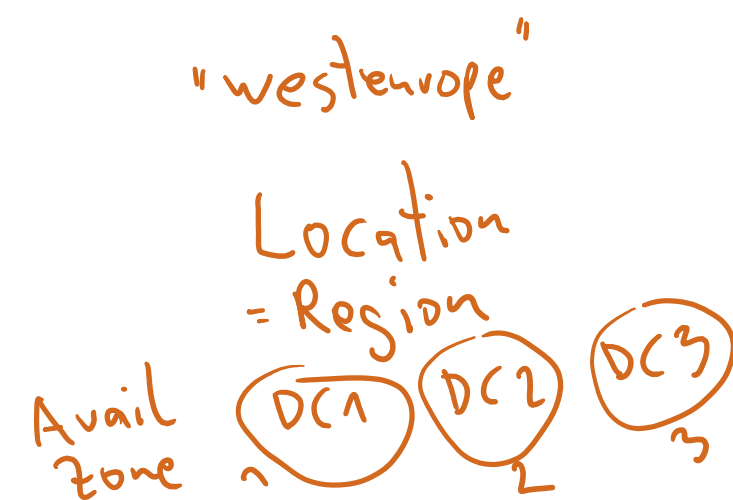 "westeurope"
Location
= Region
DC1 DC2 DC3
Avail
zone 1 2 3